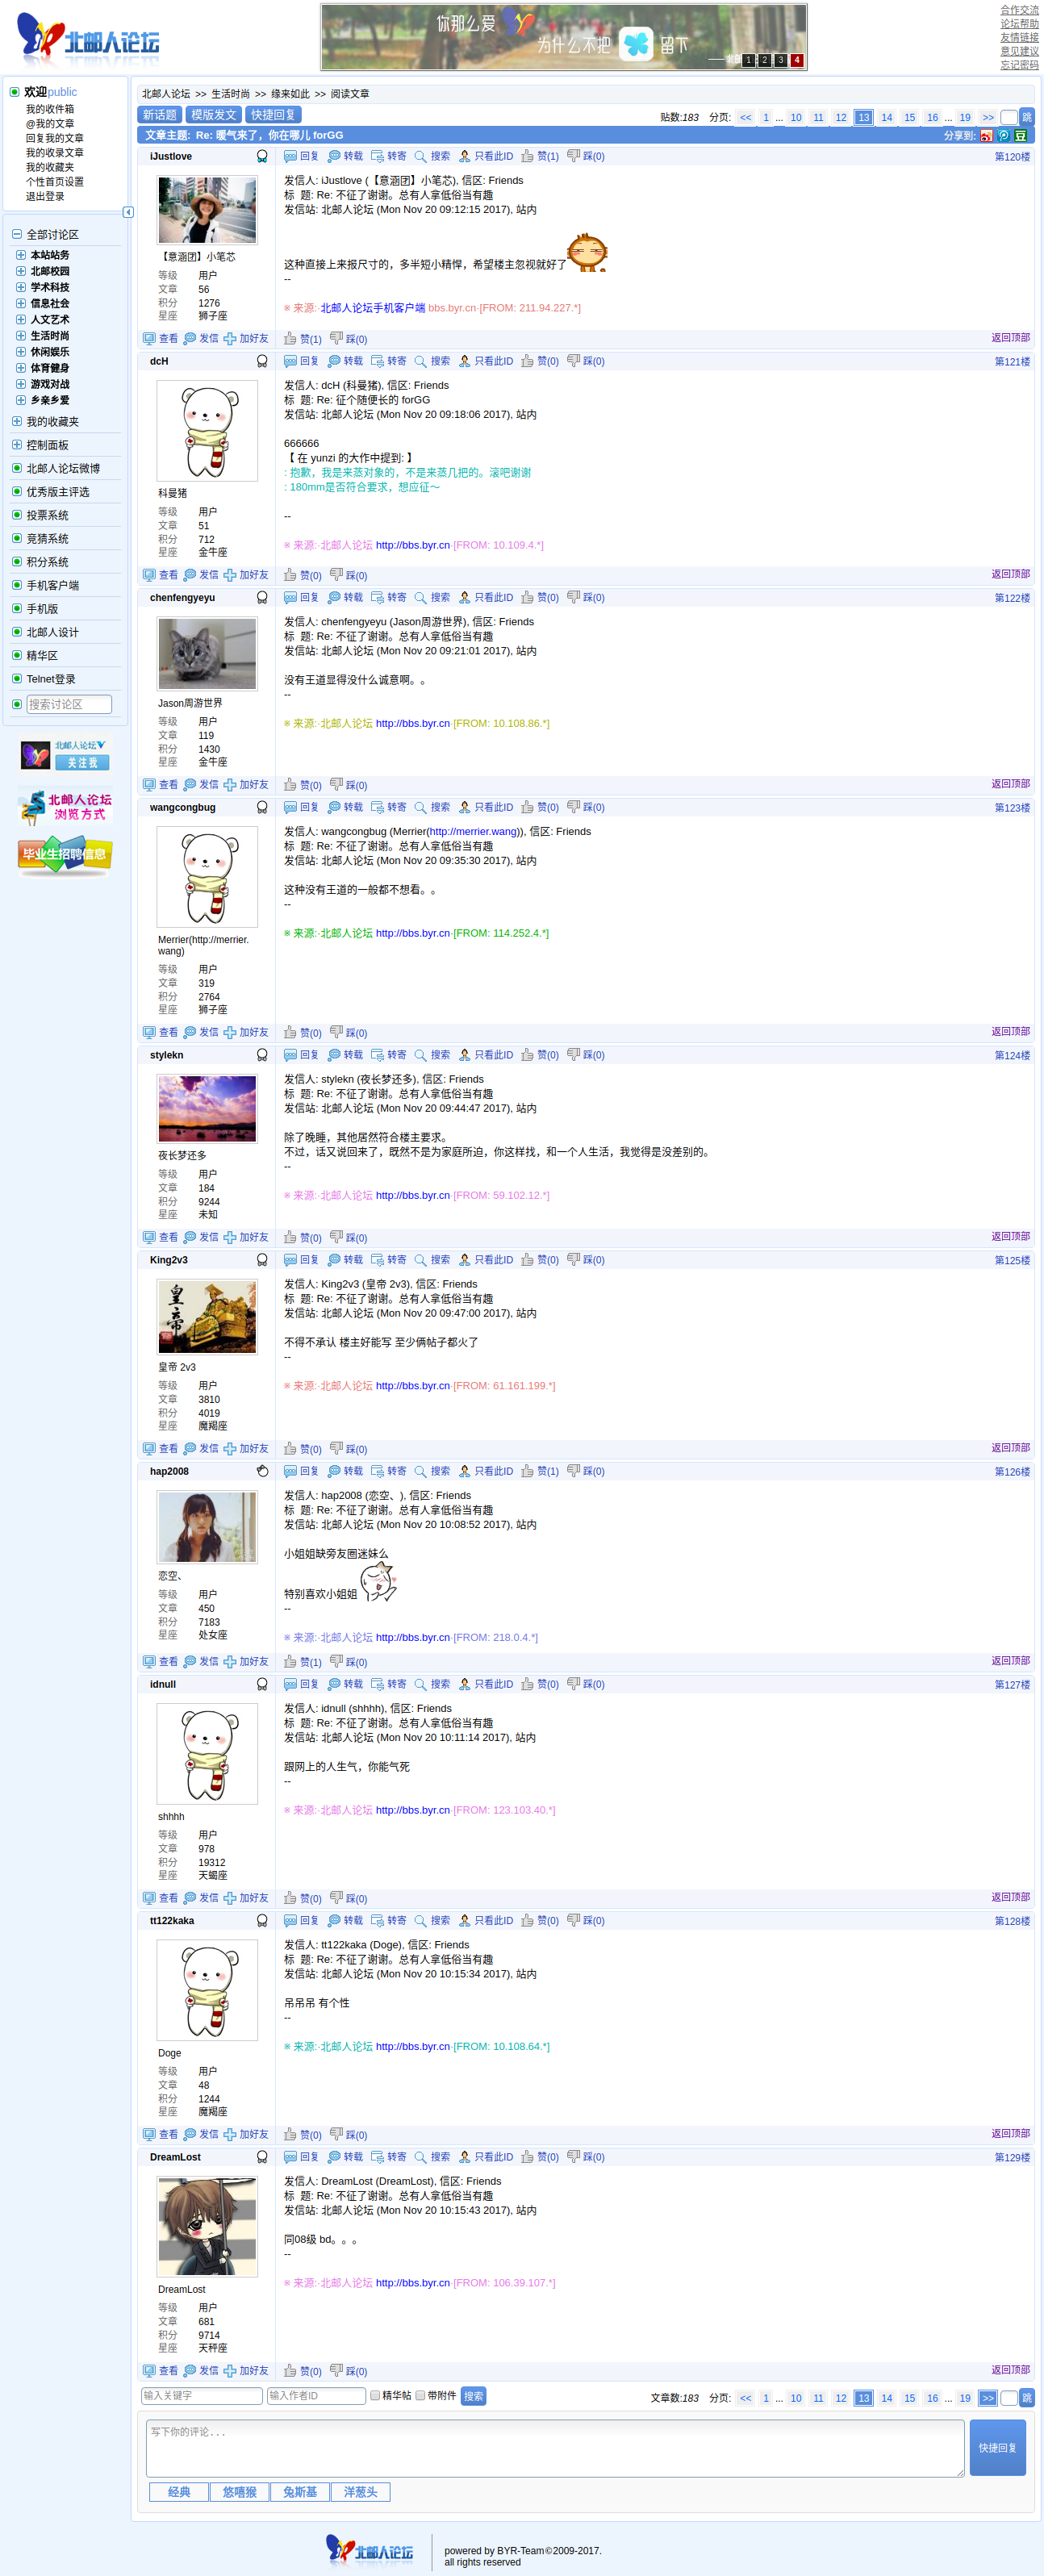 北邮人论坛
你那么爱
为什么不把 留下
1 2 3 4
合作交流
论坛帮助
友情链接
意见建议
忘记密码
欢迎public
我的收件箱
@我的文章
回复我的文章
我的收录文章
我的收藏夹
个性首页设置
退出登录
全部讨论区
本站站务
北邮校园
学术科技
信息社会
人文艺术
生活时尚
休闲娱乐
体育健身
游戏对战
乡亲乡爱
我的收藏夹
控制面板
北邮人论坛微博
优秀版主评选
投票系统
竞猜系统
积分系统
手机客户端
手机版
北邮人设计
精华区
Telnet登录
搜索讨论区
北邮人论坛
关注我
北邮人论坛
浏览方式
毕业生招聘信息
北邮人论坛 >> 生活时尚 >> 缘来如此 >> 阅读文章
新话题 模版发文 快捷回复
贴数:183 分页: << 1 ... 10 11 12 13 14 15 16 ... 19 >> 跳
文章主题: Re: 暖气来了，你在哪儿 forGG
分享到: 豆
iJustlove
回复 转载 转寄 搜索 只看此ID 赞(1) 踩(0) 第120楼
【意涵团】小笔芯
等级 用户
文章 56
积分 1276
星座 狮子座
发信人: iJustlove (【意涵团】小笔芯), 信区: Friends
标 题: Re: 不征了谢谢。总有人拿低俗当有趣
发信站: 北邮人论坛 (Mon Nov 20 09:12:15 2017), 站内
这种直接上来报尺寸的，多半短小精悍，希望楼主忽视就好了
--
※ 来源:·北邮人论坛手机客户端 bbs.byr.cn·[FROM: 211.94.227.*]
查看 发信 加好友 赞(1) 踩(0) 返回顶部
dcH
回复 转载 转寄 搜索 只看此ID 赞(0) 踩(0) 第121楼
科曼猪
等级 用户
文章 51
积分 712
星座 金牛座
发信人: dcH (科曼猪), 信区: Friends
标 题: Re: 征个随便长的 forGG
发信站: 北邮人论坛 (Mon Nov 20 09:18:06 2017), 站内
666666
【 在 yunzi 的大作中提到: 】
: 抱歉，我是来蒸对象的，不是来蒸几把的。滚吧谢谢
: 180mm是否符合要求，想应征～
--
※ 来源:·北邮人论坛 http://bbs.byr.cn·[FROM: 10.109.4.*]
查看 发信 加好友 赞(0) 踩(0) 返回顶部
chenfengyeyu
回复 转载 转寄 搜索 只看此ID 赞(0) 踩(0) 第122楼
Jason周游世界
等级 用户
文章 119
积分 1430
星座 金牛座
发信人: chenfengyeyu (Jason周游世界), 信区: Friends
标 题: Re: 不征了谢谢。总有人拿低俗当有趣
发信站: 北邮人论坛 (Mon Nov 20 09:21:01 2017), 站内
没有王道显得没什么诚意啊。。
--
※ 来源:·北邮人论坛 http://bbs.byr.cn·[FROM: 10.108.86.*]
查看 发信 加好友 赞(0) 踩(0) 返回顶部
wangcongbug
回复 转载 转寄 搜索 只看此ID 赞(0) 踩(0) 第123楼
Merrier(http://merrier.
wang)
等级 用户
文章 319
积分 2764
星座 狮子座
发信人: wangcongbug (Merrier(http://merrier.wang)), 信区: Friends
标 题: Re: 不征了谢谢。总有人拿低俗当有趣
发信站: 北邮人论坛 (Mon Nov 20 09:35:30 2017), 站内
这种没有王道的一般都不想看。。
--
※ 来源:·北邮人论坛 http://bbs.byr.cn·[FROM: 114.252.4.*]
查看 发信 加好友 赞(0) 踩(0) 返回顶部
stylekn
回复 转载 转寄 搜索 只看此ID 赞(0) 踩(0) 第124楼
夜长梦还多
等级 用户
文章 184
积分 9244
星座 未知
发信人: stylekn (夜长梦还多), 信区: Friends
标 题: Re: 不征了谢谢。总有人拿低俗当有趣
发信站: 北邮人论坛 (Mon Nov 20 09:44:47 2017), 站内
除了晚睡，其他居然符合楼主要求。
不过，话又说回来了，既然不是为家庭所迫，你这样找，和一个人生活，我觉得是没差别的。
--
※ 来源:·北邮人论坛 http://bbs.byr.cn·[FROM: 59.102.12.*]
查看 发信 加好友 赞(0) 踩(0) 返回顶部
King2v3
回复 转载 转寄 搜索 只看此ID 赞(0) 踩(0) 第125楼
皇帝
皇帝 2v3
等级 用户
文章 3810
积分 4019
星座 魔羯座
发信人: King2v3 (皇帝 2v3), 信区: Friends
标 题: Re: 不征了谢谢。总有人拿低俗当有趣
发信站: 北邮人论坛 (Mon Nov 20 09:47:00 2017), 站内
不得不承认 楼主好能写 至少俩帖子都火了
--
※ 来源:·北邮人论坛 http://bbs.byr.cn·[FROM: 61.161.199.*]
查看 发信 加好友 赞(0) 踩(0) 返回顶部
hap2008
回复 转载 转寄 搜索 只看此ID 赞(1) 踩(0) 第126楼
恋空、
等级 用户
文章 450
积分 7183
星座 处女座
发信人: hap2008 (恋空、), 信区: Friends
标 题: Re: 不征了谢谢。总有人拿低俗当有趣
发信站: 北邮人论坛 (Mon Nov 20 10:08:52 2017), 站内
小姐姐缺旁友圈迷妹么
特别喜欢小姐姐
--
※ 来源:·北邮人论坛 http://bbs.byr.cn·[FROM: 218.0.4.*]
查看 发信 加好友 赞(1) 踩(0) 返回顶部
idnull
回复 转载 转寄 搜索 只看此ID 赞(0) 踩(0) 第127楼
shhhh
等级 用户
文章 978
积分 19312
星座 天蝎座
发信人: idnull (shhhh), 信区: Friends
标 题: Re: 不征了谢谢。总有人拿低俗当有趣
发信站: 北邮人论坛 (Mon Nov 20 10:11:14 2017), 站内
跟网上的人生气，你能气死
--
※ 来源:·北邮人论坛 http://bbs.byr.cn·[FROM: 123.103.40.*]
查看 发信 加好友 赞(0) 踩(0) 返回顶部
tt122kaka
回复 转载 转寄 搜索 只看此ID 赞(0) 踩(0) 第128楼
Doge
等级 用户
文章 48
积分 1244
星座 魔羯座
发信人: tt122kaka (Doge), 信区: Friends
标 题: Re: 不征了谢谢。总有人拿低俗当有趣
发信站: 北邮人论坛 (Mon Nov 20 10:15:34 2017), 站内
吊吊吊 有个性
--
※ 来源:·北邮人论坛 http://bbs.byr.cn·[FROM: 10.108.64.*]
查看 发信 加好友 赞(0) 踩(0) 返回顶部
DreamLost
回复 转载 转寄 搜索 只看此ID 赞(0) 踩(0) 第129楼
DreamLost
等级 用户
文章 681
积分 9714
星座 天秤座
发信人: DreamLost (DreamLost), 信区: Friends
标 题: Re: 不征了谢谢。总有人拿低俗当有趣
发信站: 北邮人论坛 (Mon Nov 20 10:15:43 2017), 站内
同08级 bd。。。
--
※ 来源:·北邮人论坛 http://bbs.byr.cn·[FROM: 106.39.107.*]
查看 发信 加好友 赞(0) 踩(0) 返回顶部
输入关键字 输入作者ID 精华帖 带附件 搜索
文章数:183 分页: << 1 ... 10 11 12 13 14 15 16 ... 19 >> 跳
写下你的评论...
快捷回复
经典 悠嘻猴 兔斯基 洋葱头
北邮人论坛
powered by BYR-Team©2009-2017.
all rights reserved